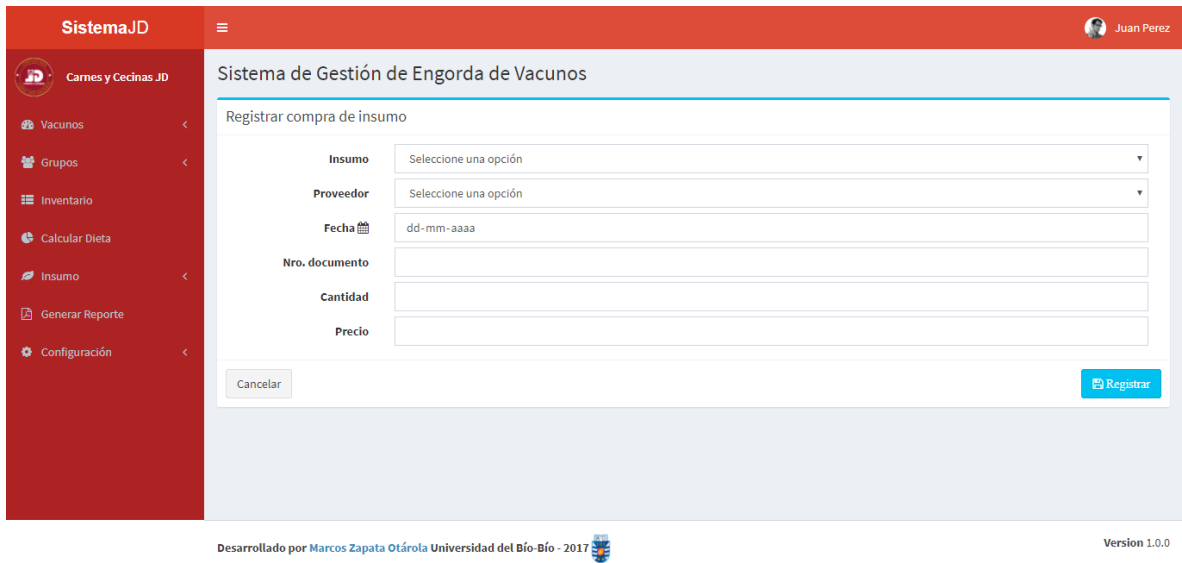 SistemaJD
Juan Perez
JD
Carnes y Cecinas JD
Vacunos
Grupos
Inventario
Calcular Dieta
Insumo
Generar Reporte
Configuración
Sistema de Gestión de Engorda de Vacunos
Registrar compra de insumo
Insumo Seleccione una opción
Proveedor Seleccione una opción
Fecha dd-mm-aaaa
Nro. documento
Cantidad
Precio
Cancelar Registrar
Desarrollado por Marcos Zapata Otárola Universidad del Bío-Bío - 2017
Version 1.0.0